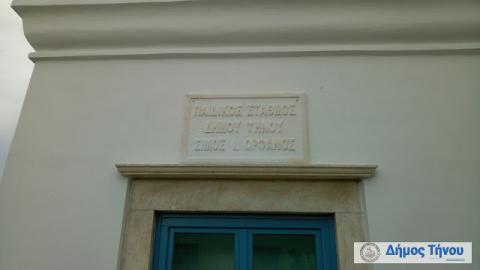 ΠΑΙΔΙΚΟΣ ΣΤΑΘΜΟΣ
ΔΗΜΟΥ ΤΗΝΟΥ
ΣΙΜΟΣ Ι. ΟΡΦΑΝΟΣ
Δήμος Τήνου